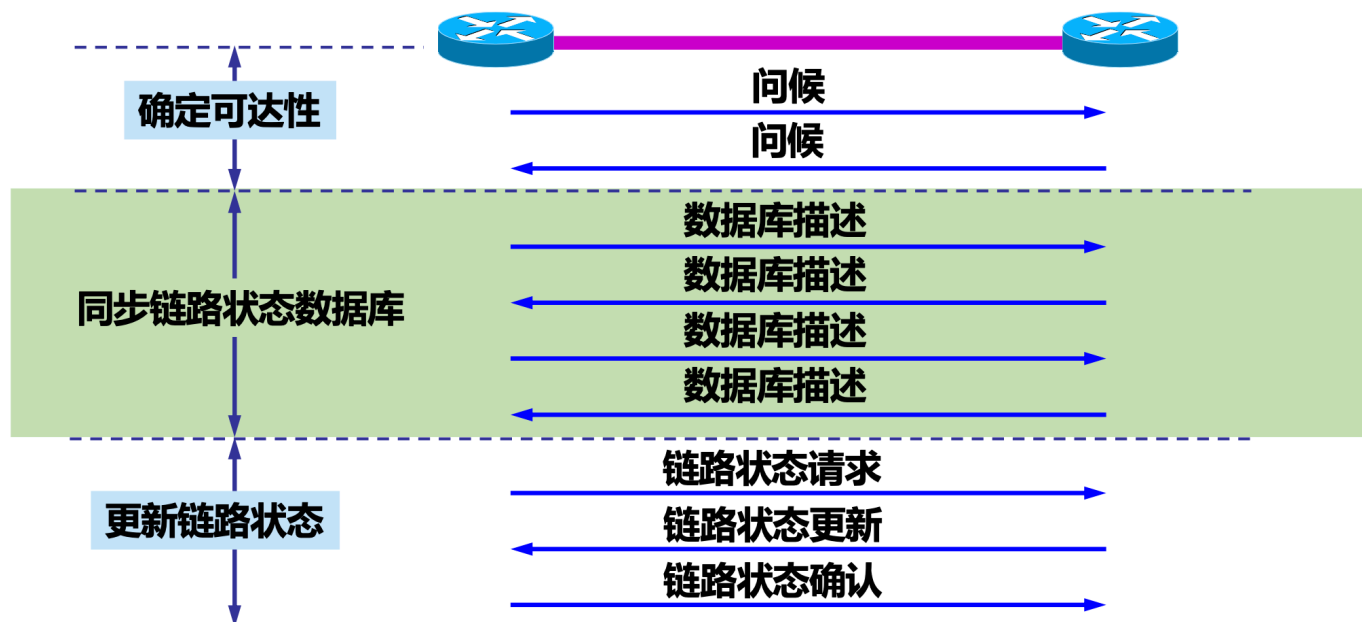 确定可达性
问候
问候
同步链路状态数据库
数据库描述
数据库描述
数据库描述
数据库描述
更新链路状态
链路状态请求
链路状态更新
链路状态确认